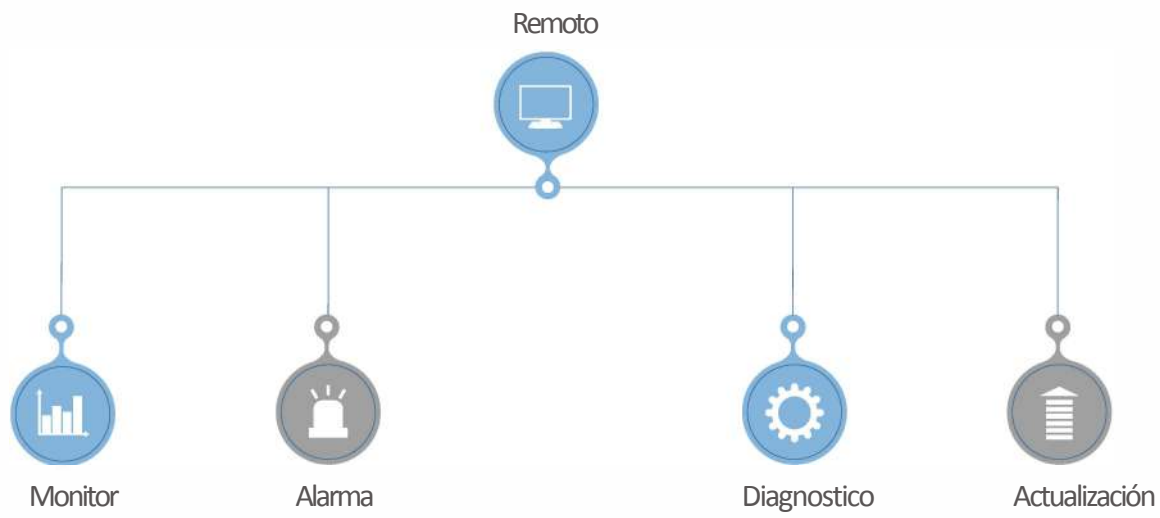 Remoto
Monitor
Alarma
Diagnostico
Actualización